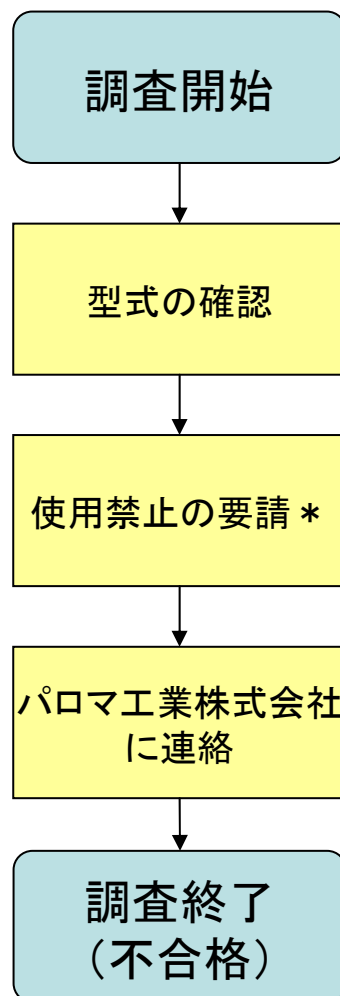 調査開始
型式の確認
使用禁止の要請＊
パロマ工業株式会社
に連絡
調査終了
（不合格）